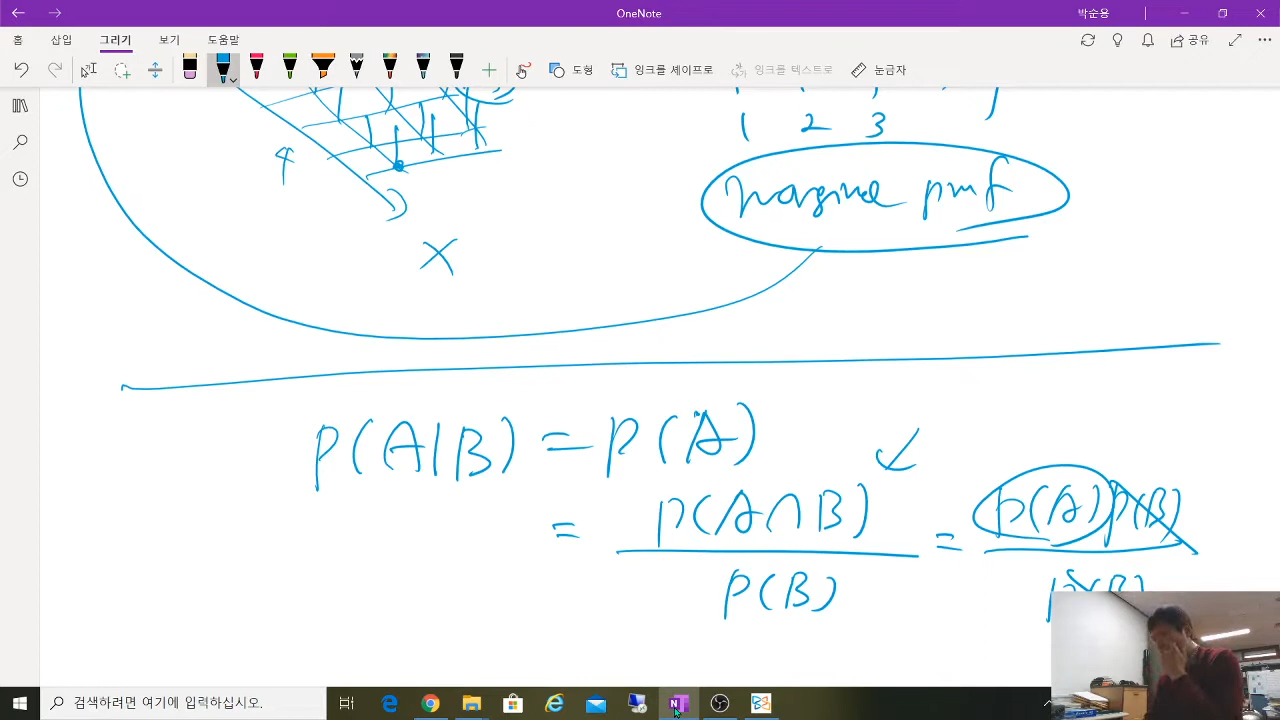 OneNote
박순용
홈 삽입 그리기 보기 도움말
공유
도형 잉크를 셰이프로 잉크를 텍스트로 눈금자
1 2 3
4
marginal pmf
X
P(A|B) = P(A)
= P(A∩B) / P(B) = P(A)P(B) / P(B)
검색하려면 여기에 입력하십시오.